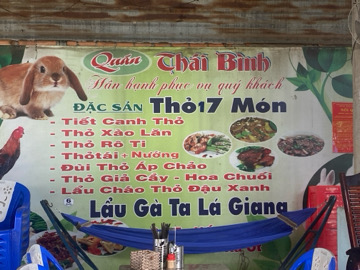 Quán Thái Bình
Hân hạnh phục vụ quý khách
ĐẶC SẢN Thỏ 17 Món
- Tiết Canh Thỏ
- Thỏ Xào Lăn
- Thỏ Rô Ti
- Thỏ tái + Nướng
- Đùi Thỏ Áp Chảo
- Thỏ Giả Cầy - Hoa Chuối
- Lẩu Cháo Thỏ Đậu Xanh
Lẩu Gà Ta Lá Giang